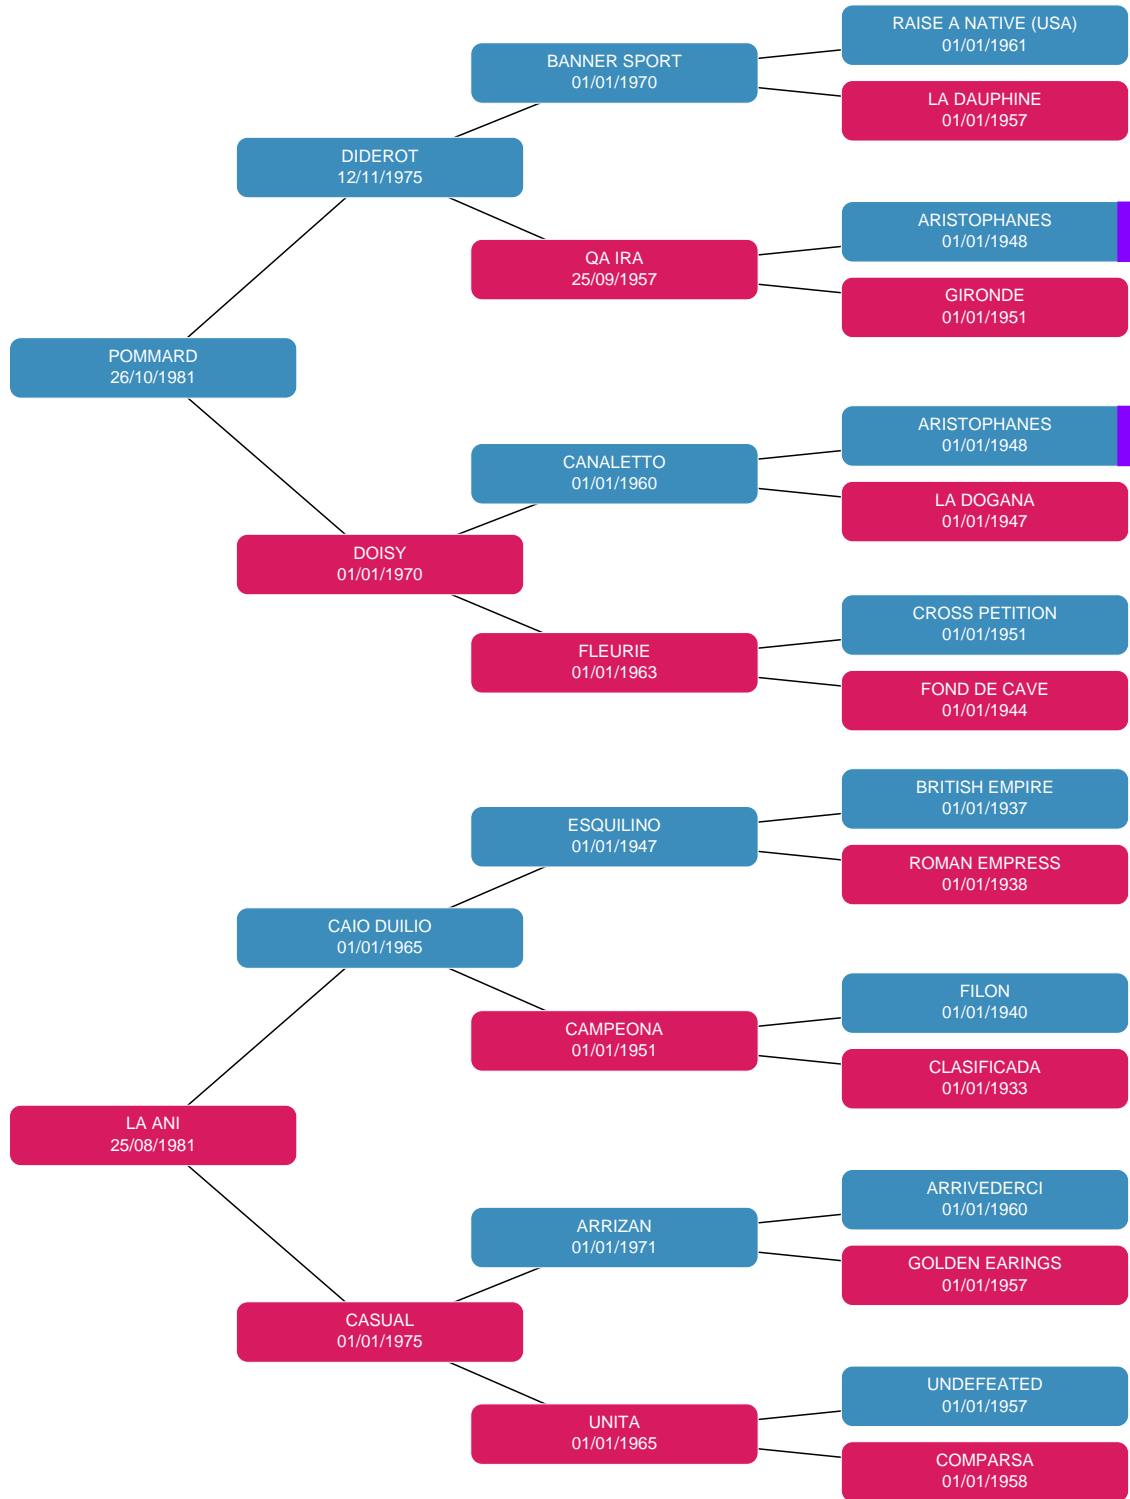 RAISE A NATIVE (USA)
01/01/1961
BANNER SPORT
01/01/1970
LA DAUPHINE
01/01/1957
DIDEROT
12/11/1975
ARISTOPHANES
01/01/1948
QA IRA
25/09/1957
GIRONDE
01/01/1951
POMMARD
26/10/1981
ARISTOPHANES
01/01/1948
CANALETTO
01/01/1960
LA DOGANA
01/01/1947
DOISY
01/01/1970
CROSS PETITION
01/01/1951
FLEURIE
01/01/1963
FOND DE CAVE
01/01/1944
BRITISH EMPIRE
01/01/1937
ESQUILINO
01/01/1947
ROMAN EMPRESS
01/01/1938
CAIO DUILIO
01/01/1965
FILON
01/01/1940
CAMPEONA
01/01/1951
CLASIFICADA
01/01/1933
LA ANI
25/08/1981
ARRIVEDERCI
01/01/1960
ARRIZAN
01/01/1971
GOLDEN EARINGS
01/01/1957
CASUAL
01/01/1975
UNDEFEATED
01/01/1957
UNITA
01/01/1965
COMPARSA
01/01/1958